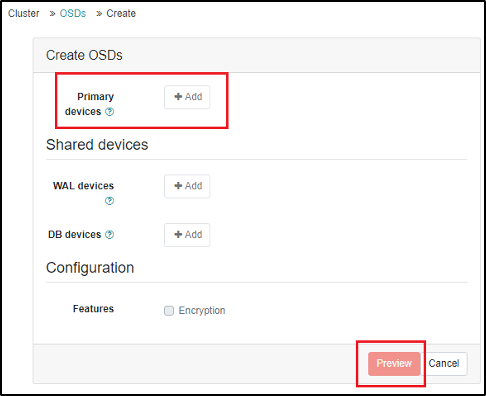 Cluster » OSDs » Create
Create OSDs
Primary devices
+ Add
Shared devices
WAL devices
+ Add
DB devices
+ Add
Configuration
Features
Encryption
Preview
Cancel